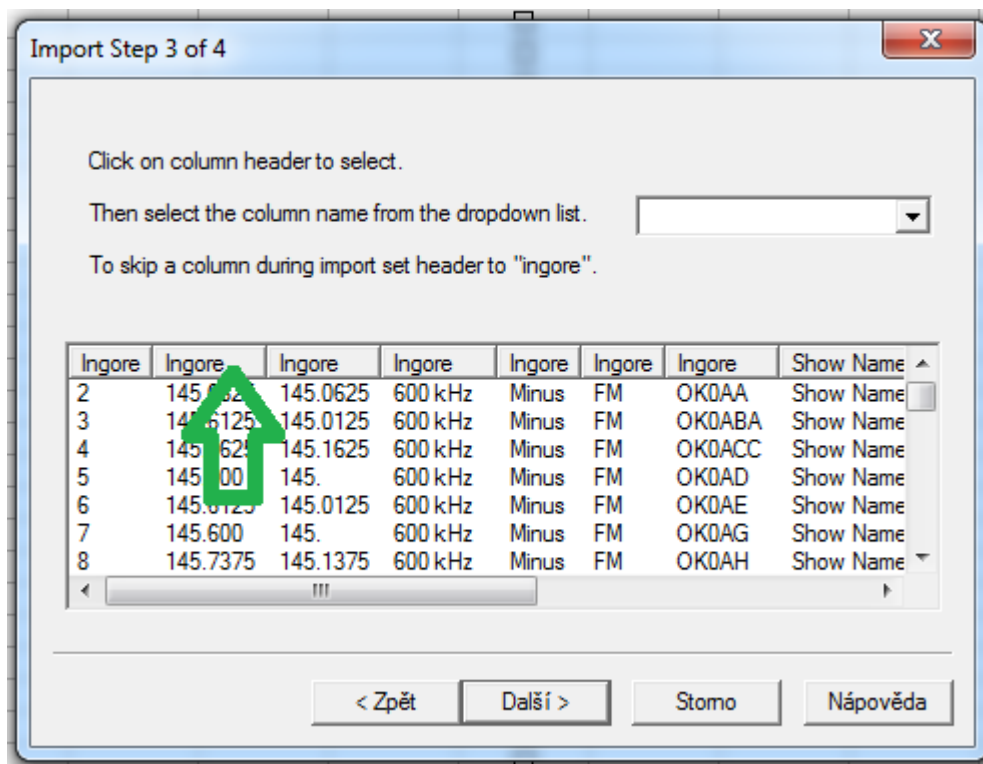 Import Step 3 of 4
Click on column header to select.
Then select the column name from the dropdown list.
To skip a column during import set header to "ingore".
Ingore Ingore Ingore Ingore Ingore Ingore Ingore Show Name
2 145.0625 600 kHz Minus FM OK0AA Show Name
3 145.0125 600 kHz Minus FM OK0ABA Show Name
4 145.1625 600 kHz Minus FM OK0ACC Show Name
5 145. 600 kHz Minus FM OK0AD Show Name
6 145.0125 600 kHz Minus FM OK0AE Show Name
7 145.600 145. 600 kHz Minus FM OK0AG Show Name
8 145.7375 145.1375 600 kHz Minus FM OK0AH Show Name
< Zpět Další > Storno Nápověda